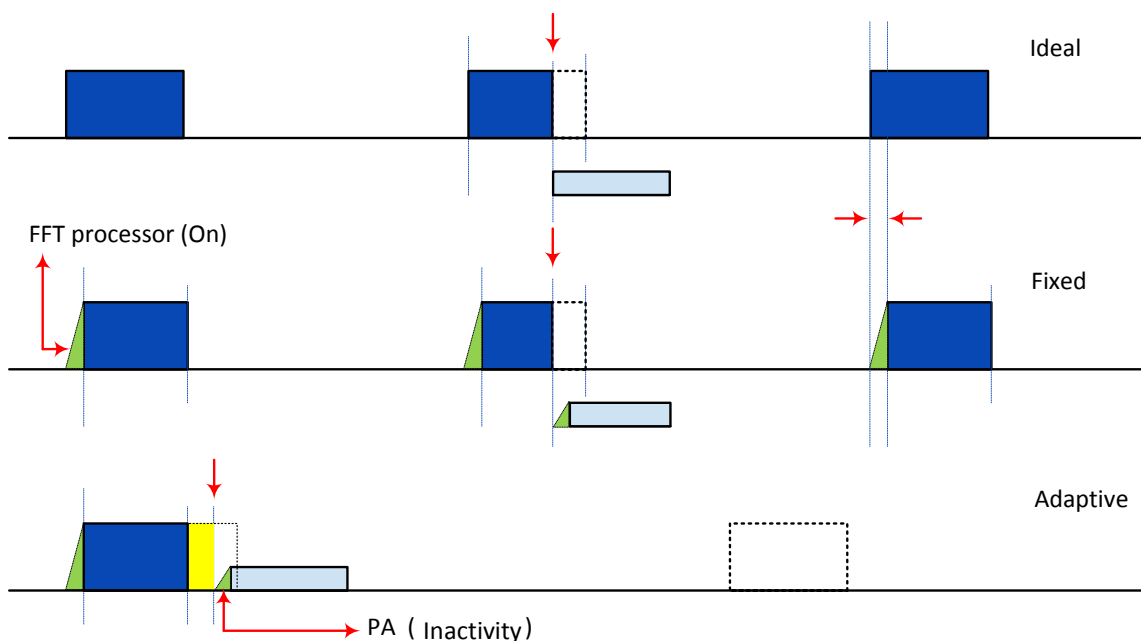 Ideal
FFT processor (On)
Fixed
Adaptive
PA ( Inactivity)